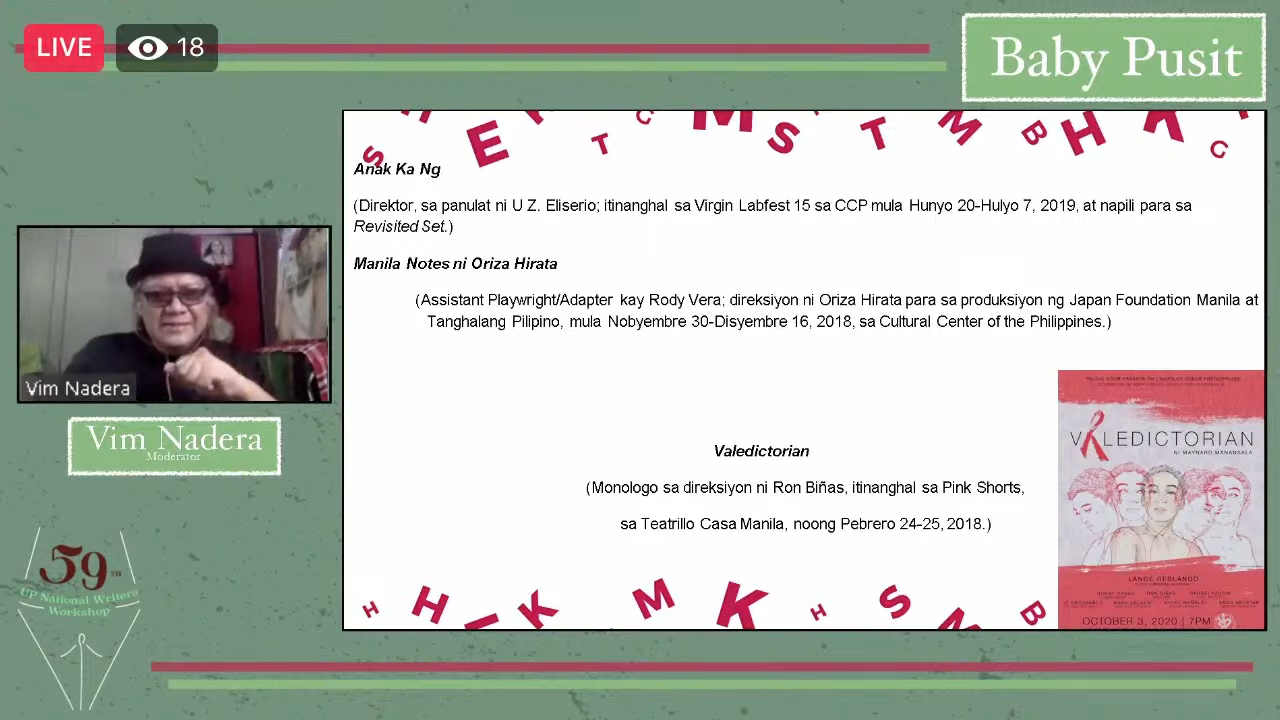 LIVE
18
Baby Pusit
Anak Ka Ng
(Direktor, sa panulat ni U Z. Eliserio; itinanghal sa Virgin Labfest 15 sa CCP mula Hunyo 20-Hulyo 7, 2019, at napili para sa
Revisited Set.)
Manila Notes ni Oriza Hirata
(Assistant Playwright/Adapter kay Rody Vera; direksiyon ni Oriza Hirata para sa produksiyon ng Japan Foundation Manila at
Tanghalang Pilipino, mula Nobyembre 30-Disyembre 16, 2018, sa Cultural Center of the Philippines.)
Valedictorian
(Monologo sa direksiyon ni Ron Biñas, itinanghal sa Pink Shorts,
sa Teatrillo Casa Manila, noong Pebrero 24-25, 2018.)
VALEDICTORIAN
NI MAYNARD MANANSALA
LANCE REBLANDO
OCTOBER 3, 2020 | 7PM
Vim Nadera
Vim Nadera
Moderator
59TH
UP National Writers
Workshop